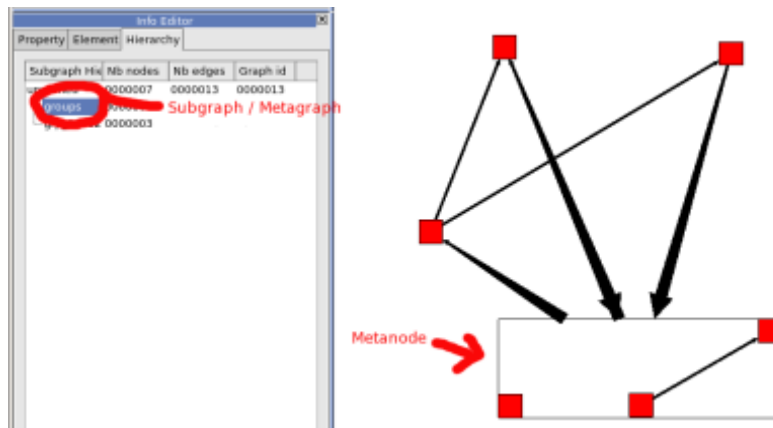 Info Editor
Property Element Hierarchy
Subgraph Hie Nb nodes Nb edges Graph id
0000007 0000013 0000013
groups
Subgraph / Metagraph
0000003
Metanode